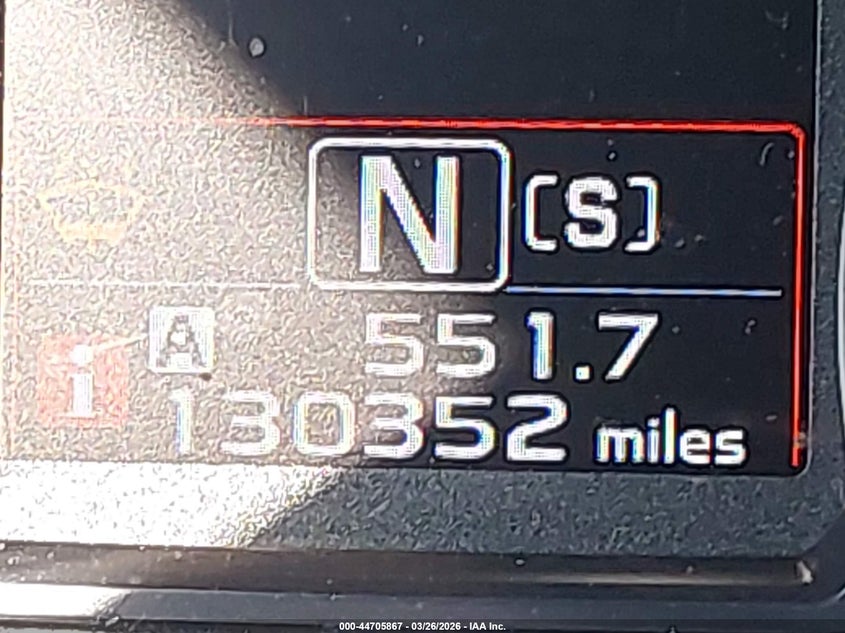 N [S]
A 551.7
i 130352 miles
000-44705867 - 03/26/2026 - IAA Inc.